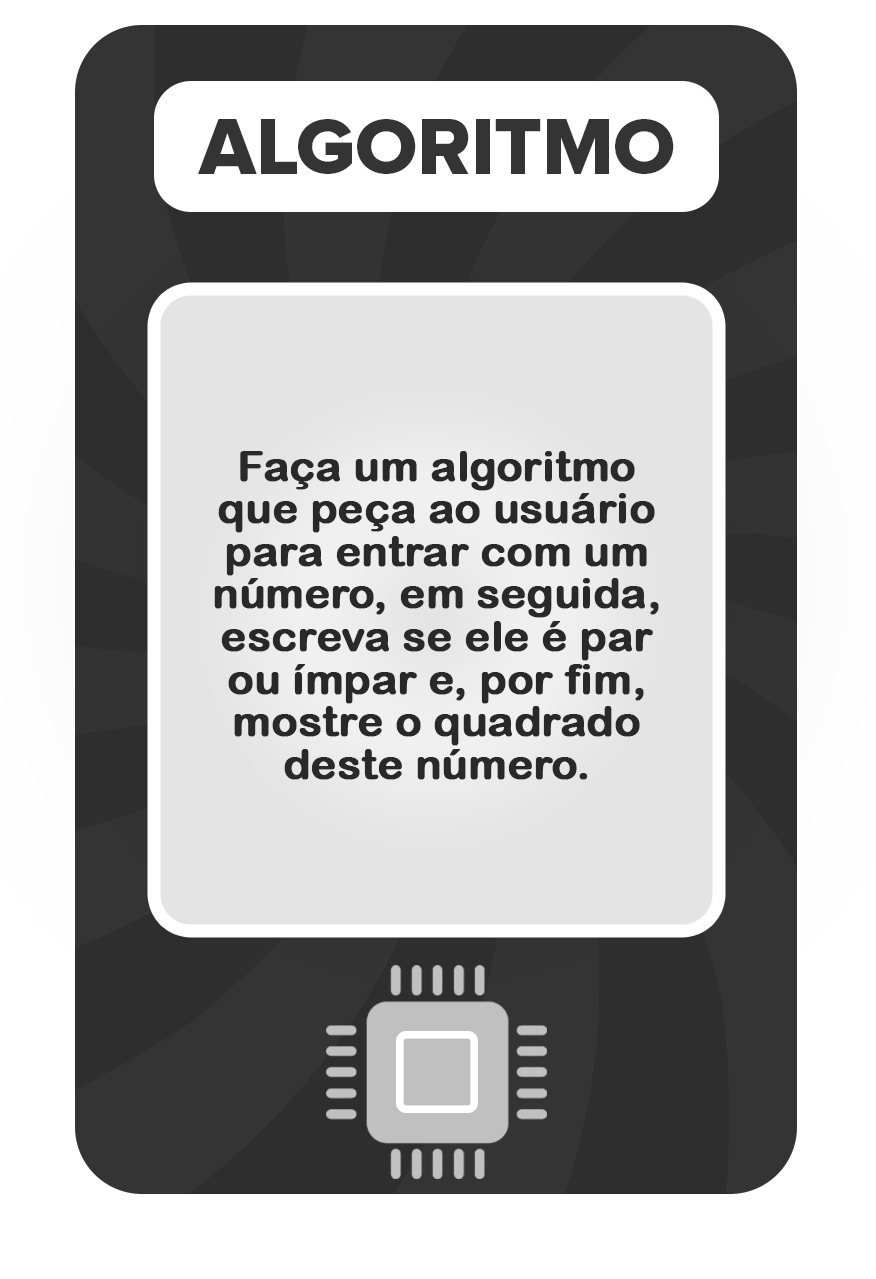 ALGORITMO
Faça um algoritmo
que peça ao usuário
para entrar com um
número, em seguida,
escreva se ele é par
ou ímpar e, por fim,
mostre o quadrado
deste número.